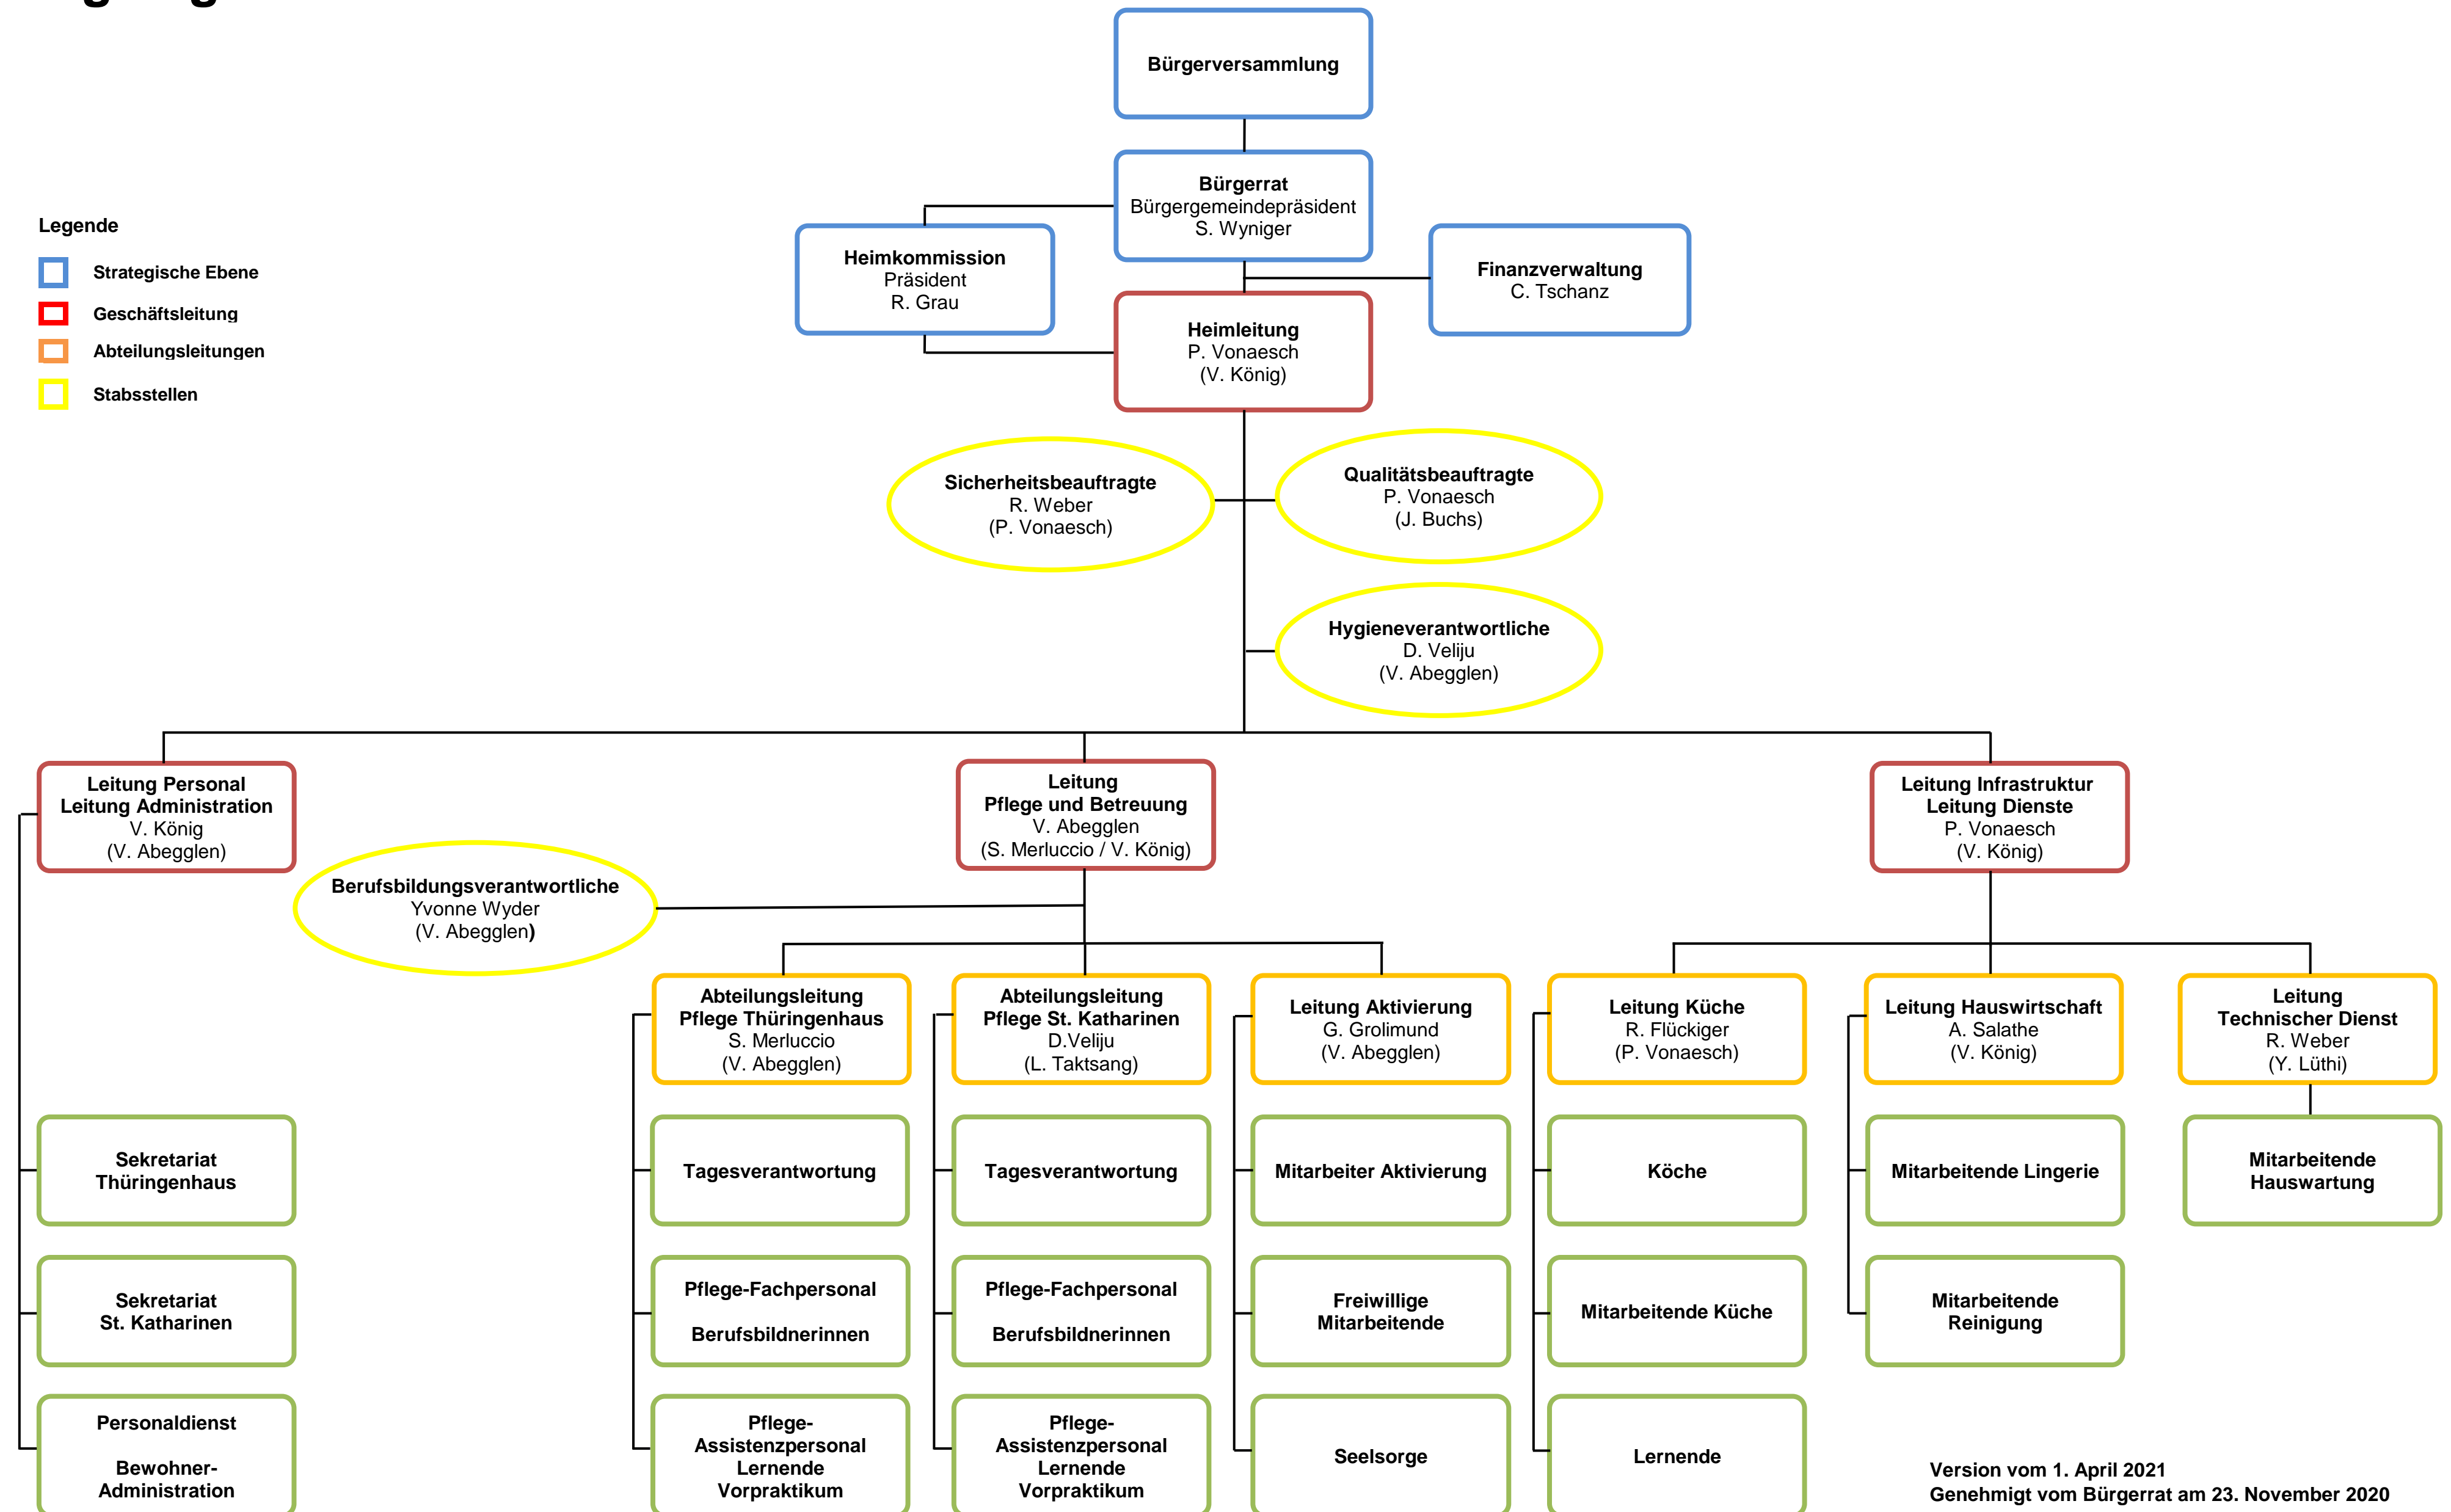 Bürgerversammlung
Bürgerrat
Bürgergemeindepräsident
S. Wyniger
Legende
Strategische Ebene
Geschäftsleitung
Abteilungsleitungen
Stabsstellen
Heimkommission
Präsident
R. Grau
Finanzverwaltung
C. Tschanz
Heimleitung
P. Vonaesch
(V. König)
Sicherheitsbeauftragte
R. Weber
(P. Vonaesch)
Qualitätsbeauftragte
P. Vonaesch
(J. Buchs)
Hygieneverantwortliche
D. Veliju
(V. Abegglen)
Leitung Personal
Leitung Administration
V. König
(V. Abegglen)
Leitung
Pflege und Betreuung
V. Abegglen
(S. Merluccio / V. König)
Leitung Infrastruktur
Leitung Dienste
P. Vonaesch
(V. König)
Berufsbildungsverantwortliche
Yvonne Wyder
(V. Abegglen)
Abteilungsleitung
Pflege Thüringenhaus
S. Merluccio
(V. Abegglen)
Abteilungsleitung
Pflege St. Katharinen
D.Veliju
(L. Taktsang)
Leitung Aktivierung
G. Grolimund
(V. Abegglen)
Leitung Küche
R. Flückiger
(P. Vonaesch)
Leitung Hauswirtschaft
A. Salathe
(V. König)
Leitung
Technischer Dienst
R. Weber
(Y. Lüthi)
Sekretariat
Thüringenhaus
Tagesverantwortung
Tagesverantwortung
Mitarbeiter Aktivierung
Köche
Mitarbeitende Lingerie
Mitarbeitende
Hauswartung
Sekretariat
St. Katharinen
Pflege-Fachpersonal
Berufsbildnerinnen
Pflege-Fachpersonal
Berufsbildnerinnen
Freiwillige
Mitarbeitende
Mitarbeitende Küche
Mitarbeitende
Reinigung
Personaldienst
Bewohner-
Administration
Pflege-
Assistenzpersonal
Lernende
Vorpraktikum
Pflege-
Assistenzpersonal
Lernende
Vorpraktikum
Seelsorge
Lernende
Version vom 1. April 2021
Genehmigt vom Bürgerrat am 23. November 2020